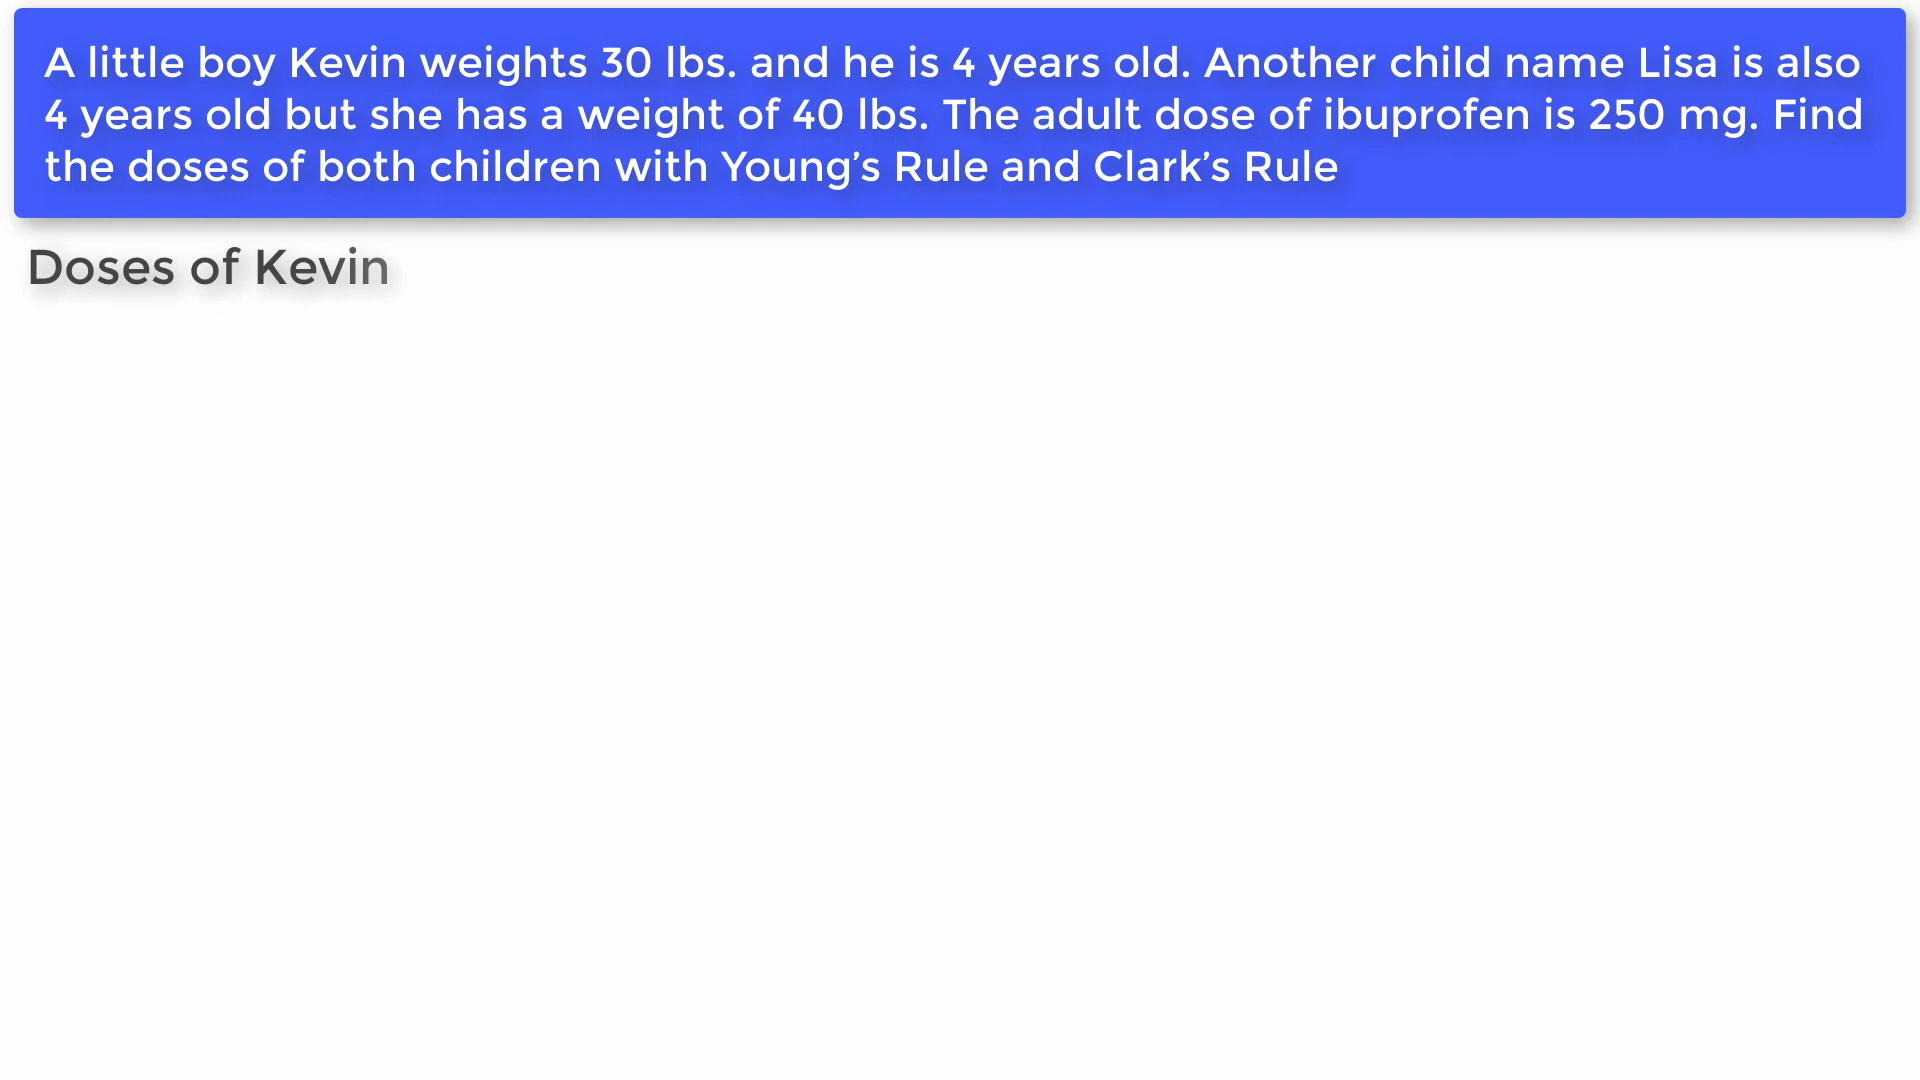 A little boy Kevin weights 30 lbs. and he is 4 years old. Another child name Lisa is also
4 years old but she has a weight of 40 lbs. The adult dose of ibuprofen is 250 mg. Find
the doses of both children with Young’s Rule and Clark’s Rule
Doses of Kevin